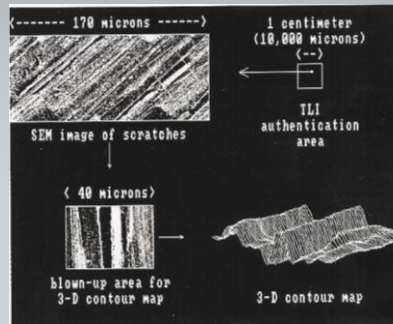 <------- 170 microns ------>
1 centimeter
(10,000 microns)
<-->
SEM image of scratches
TLI
authentication
area
< 40 microns>
blown-up area for
3-D contour map
3-D contour map